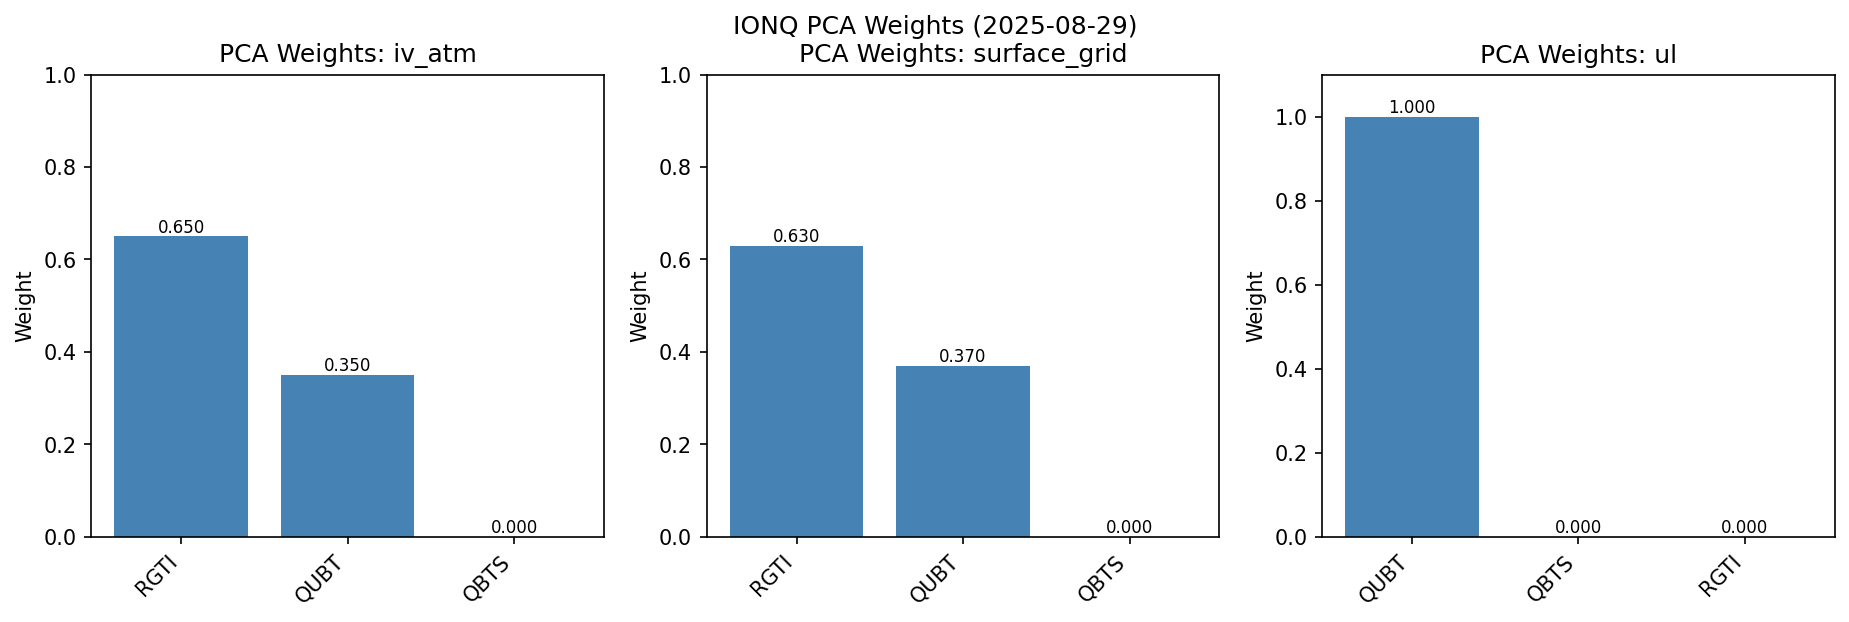 IONQ PCA Weights (2025-08-29)
PCA Weights: iv_atm
1.0
0.8
0.6
0.4
0.2
0.0
Weight
0.650
0.350
0.000
RGTI
QUBT
QBTS
PCA Weights: surface_grid
1.0
0.8
0.6
0.4
0.2
0.0
Weight
0.630
0.370
0.000
RGTI
QUBT
QBTS
PCA Weights: ul
1.0
0.8
0.6
0.4
0.2
0.0
Weight
1.000
0.000
0.000
QUBT
QBTS
RGTI